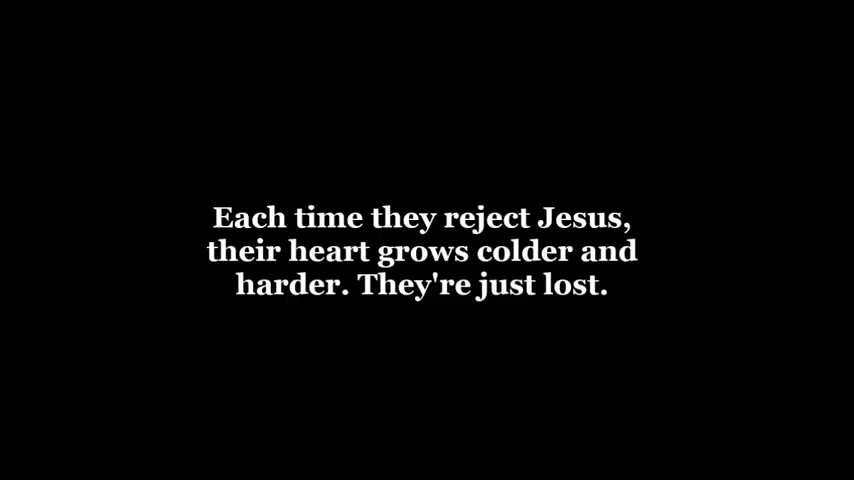 Each time they reject Jesus,
their heart grows colder and
harder. They're just lost.